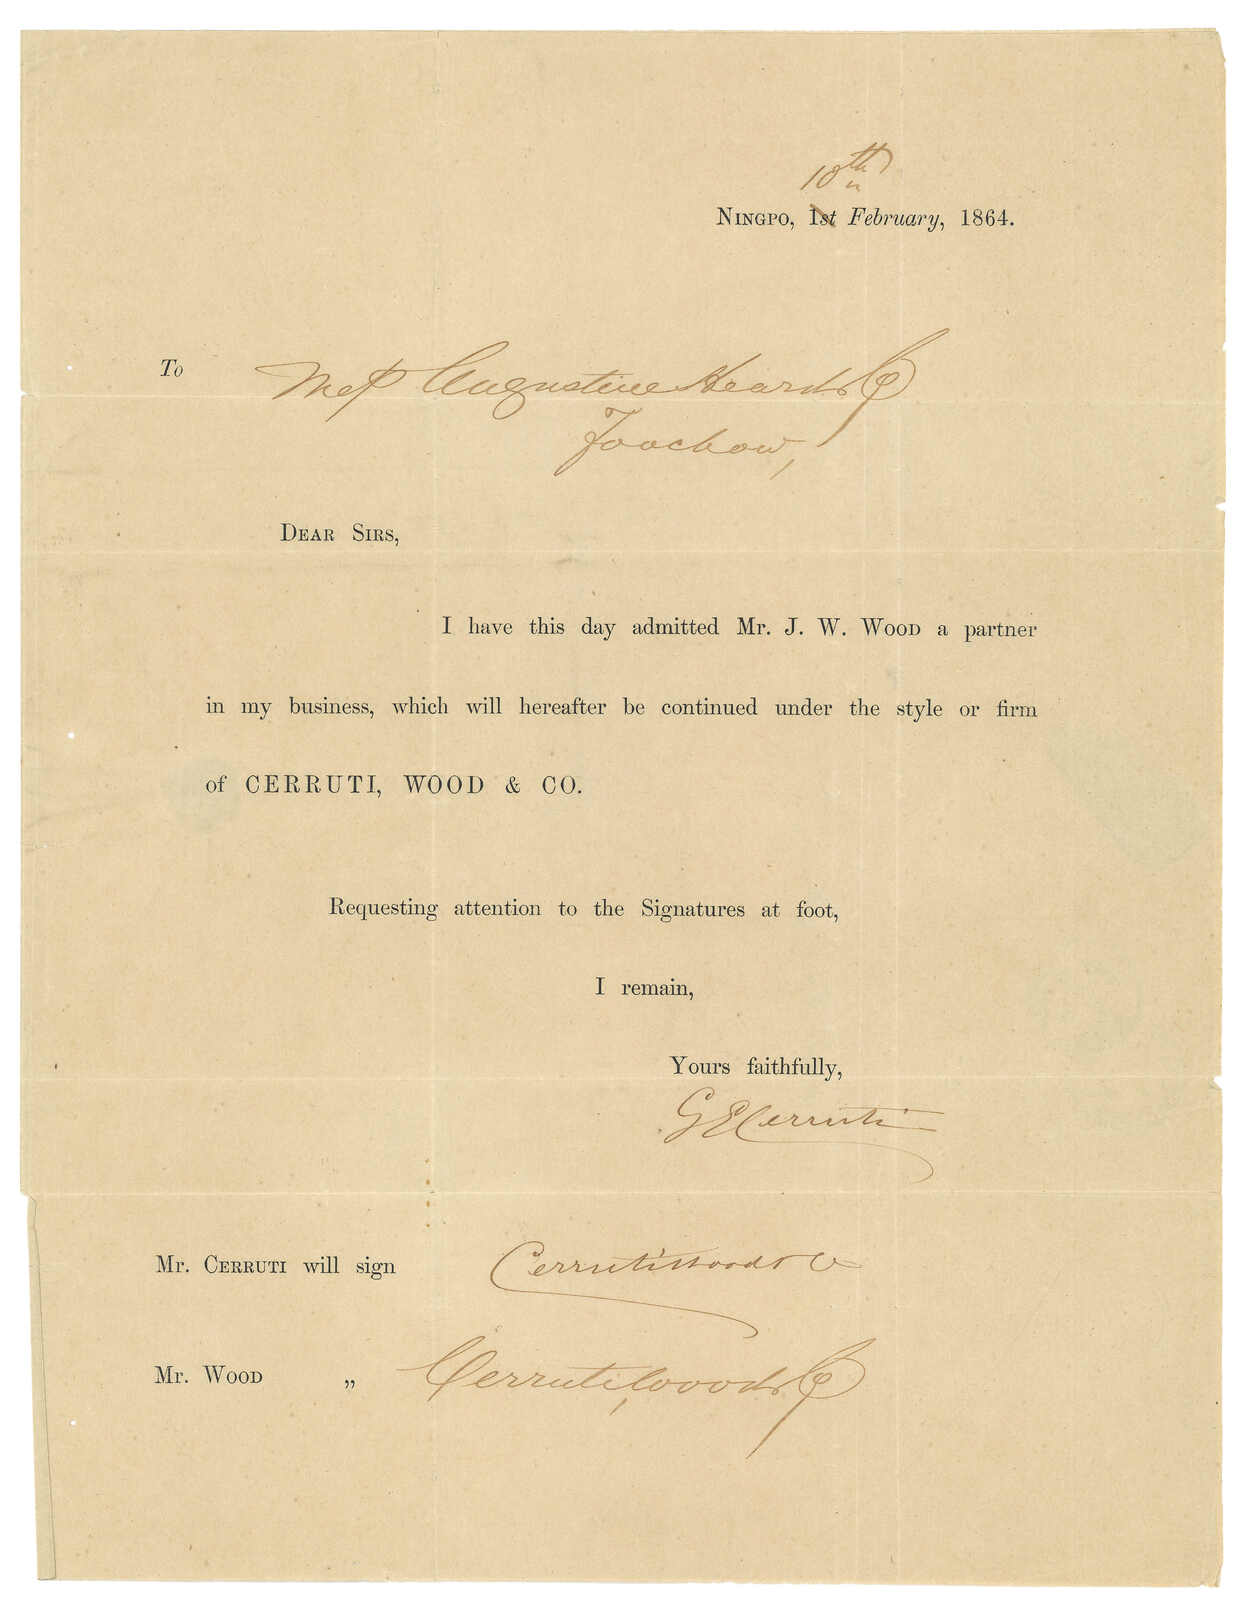 10th
NINGPO, 1st February, 1864.
To Messrs Augustine Heard & Co
Foochow,
DEAR SIRS,
I have this day admitted Mr. J. W. WOOD a partner
in my business, which will hereafter be continued under the style or firm
of CERRUTI, WOOD & CO.
Requesting attention to the Signatures at foot,
I remain,
Yours faithfully,
G E Cerruti
Mr. CERRUTI will sign Cerruti Wood & Co
Mr. WOOD „ Cerruti, Wood & Co